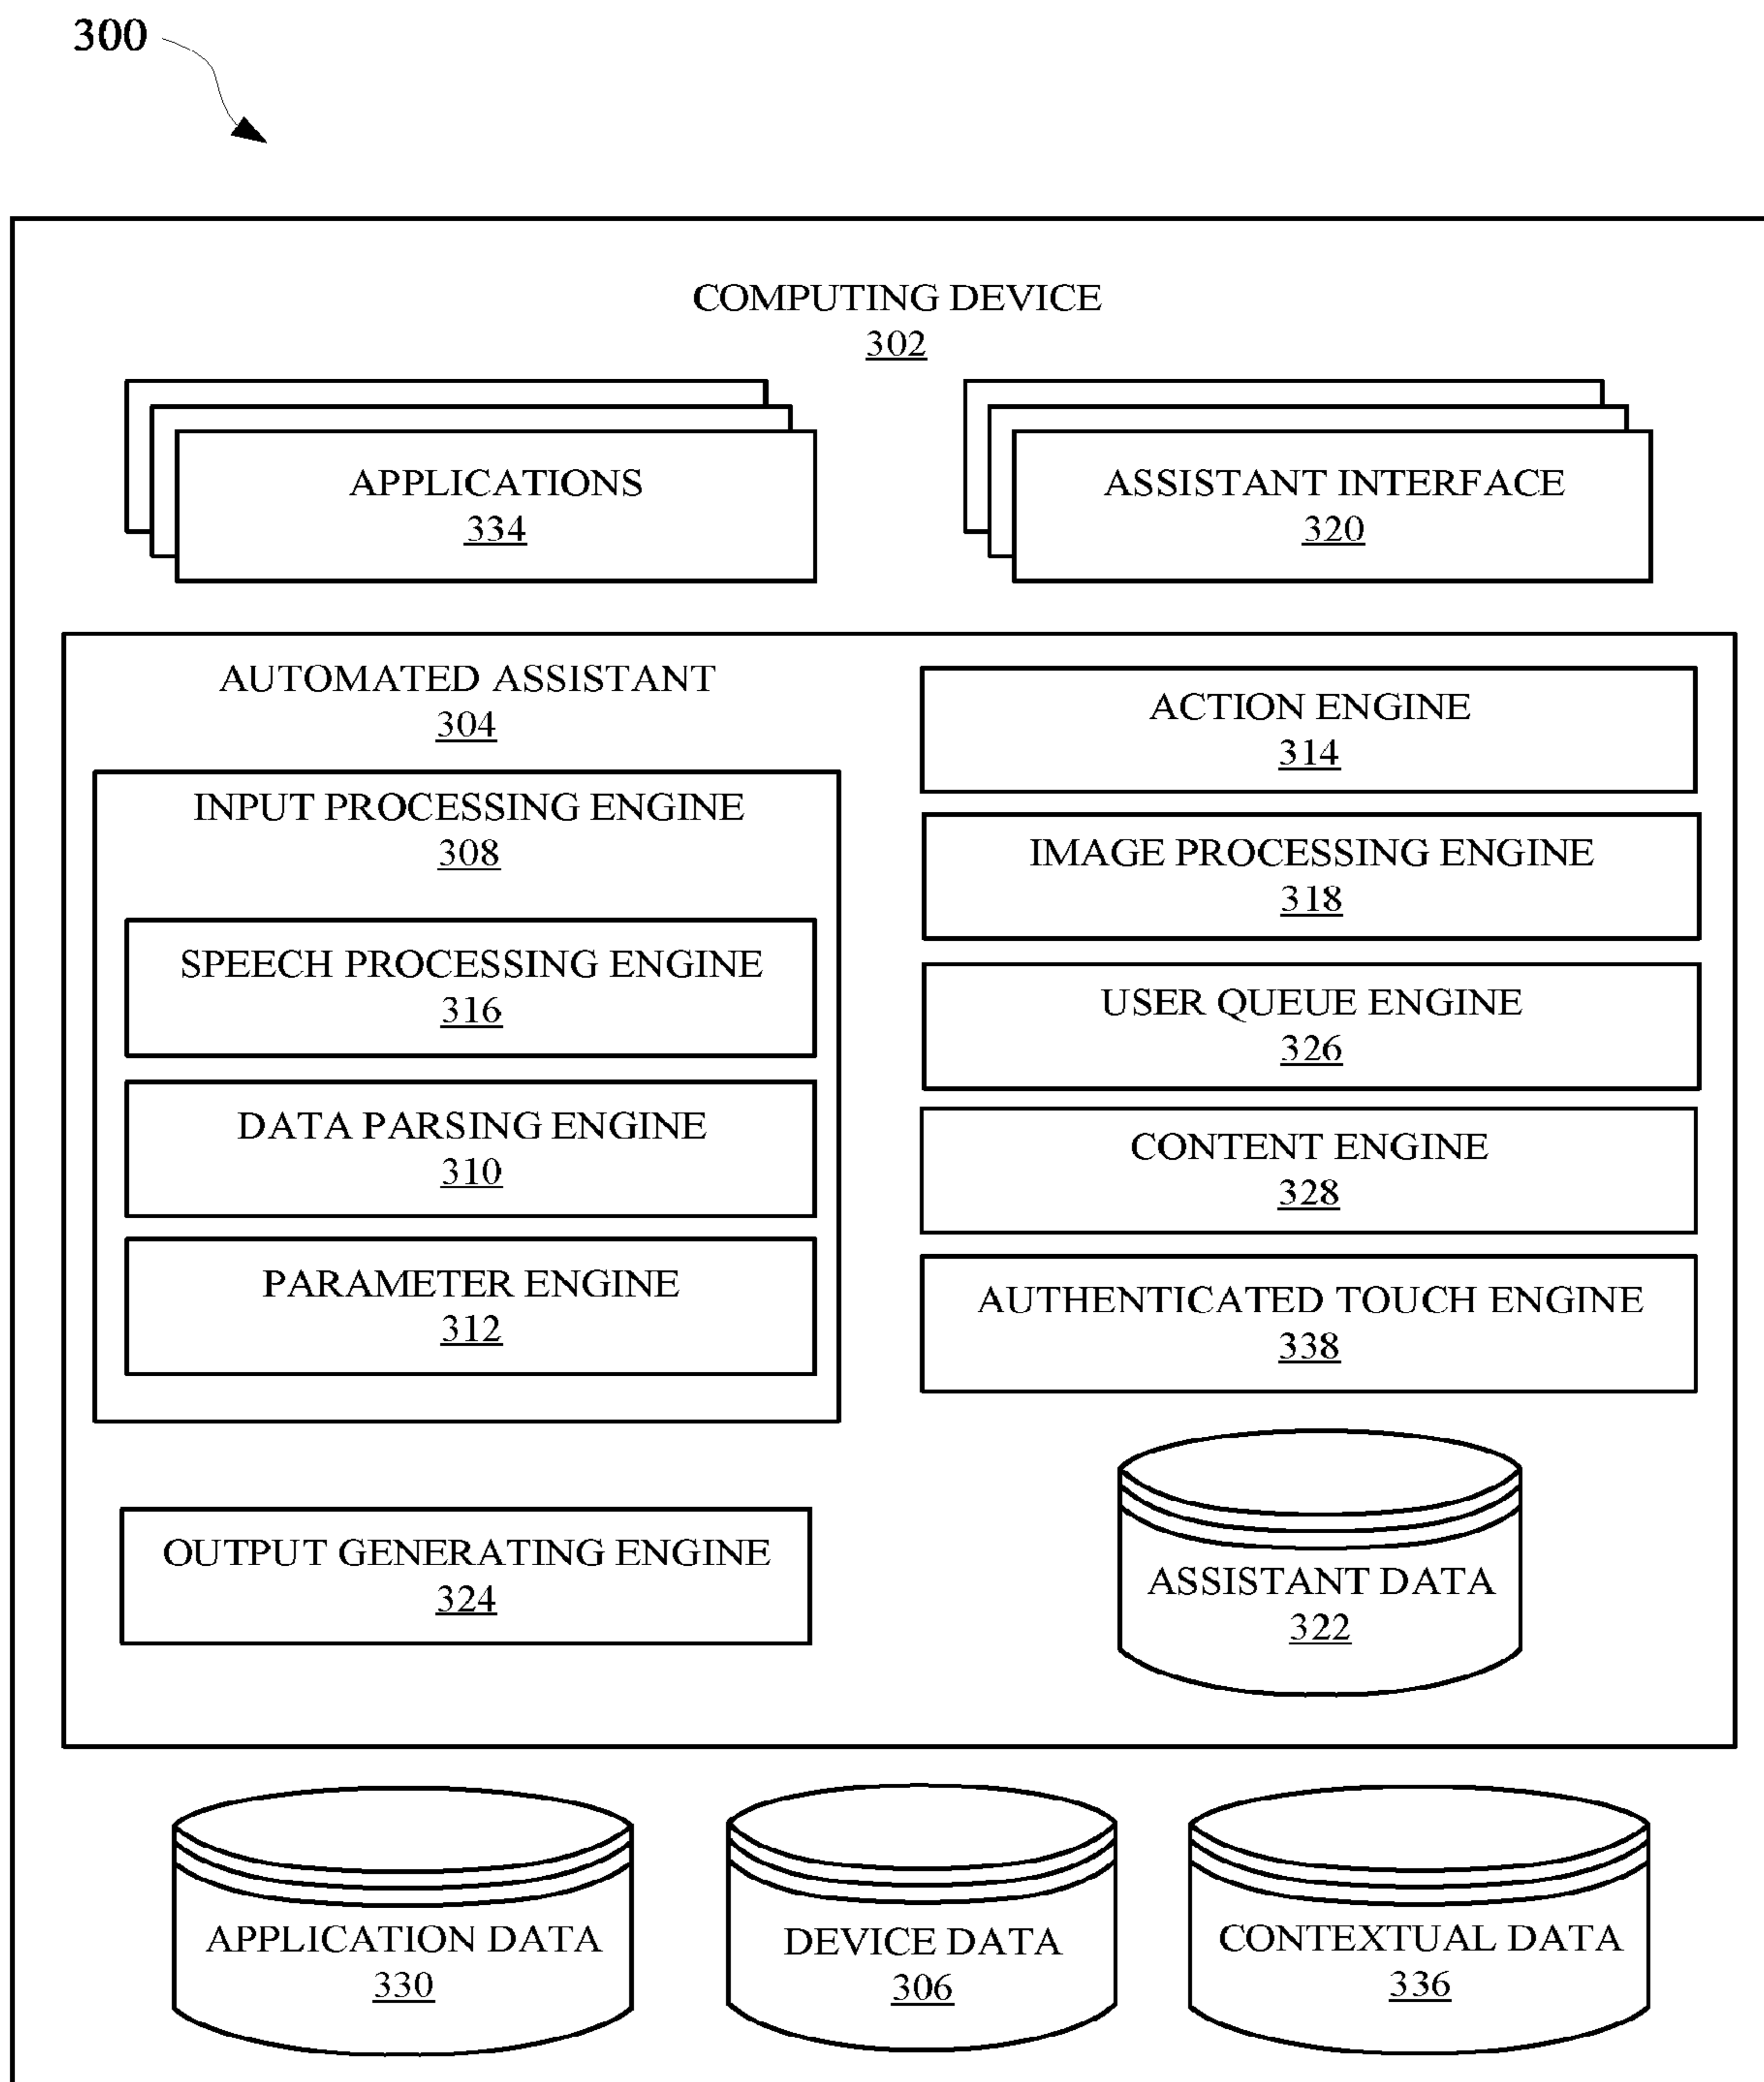 300
COMPUTING DEVICE
302
APPLICATIONS
334
ASSISTANT INTERFACE
320
AUTOMATED ASSISTANT
304
INPUT PROCESSING ENGINE
308
SPEECH PROCESSING ENGINE
316
DATA PARSING ENGINE
310
PARAMETER ENGINE
312
OUTPUT GENERATING ENGINE
324
ACTION ENGINE
314
IMAGE PROCESSING ENGINE
318
USER QUEUE ENGINE
326
CONTENT ENGINE
328
AUTHENTICATED TOUCH ENGINE
338
ASSISTANT DATA
322
APPLICATION DATA
330
DEVICE DATA
306
CONTEXTUAL DATA
336